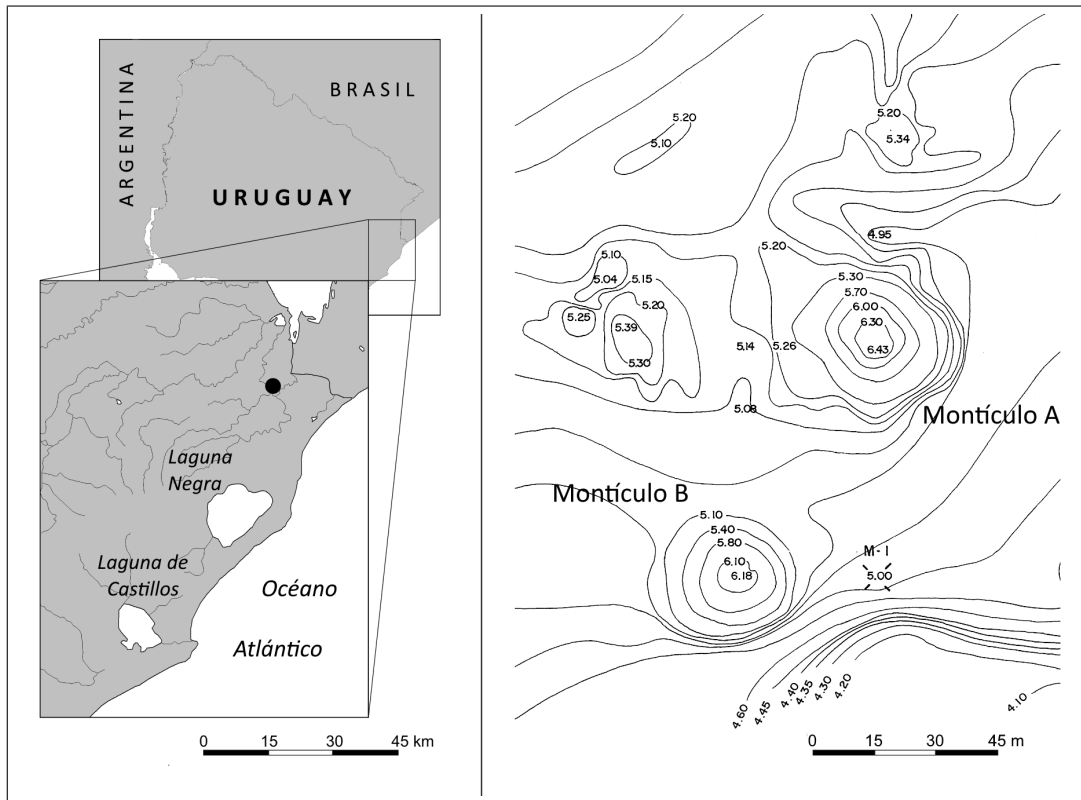 ARGENTINA
BRASIL
URUGUAY
Laguna
Negra
Laguna de
Castillos
Océano
Atlántico
0 15 30 45 km
5.20
5.10
5.20
5.34
4.95
5.20
5.10
5.04
5.15
5.20
5.25
5.39
5.30
5.14
5.26
5.08
5.30
5.70
6.00
6.30
6.43
Montículo A
Montículo B
5.10
5.40
5.80
6.10
6.18
M-1
5.00
4.60
4.45
4.40
4.35
4.30
4.20
4.10
0 15 30 45 m